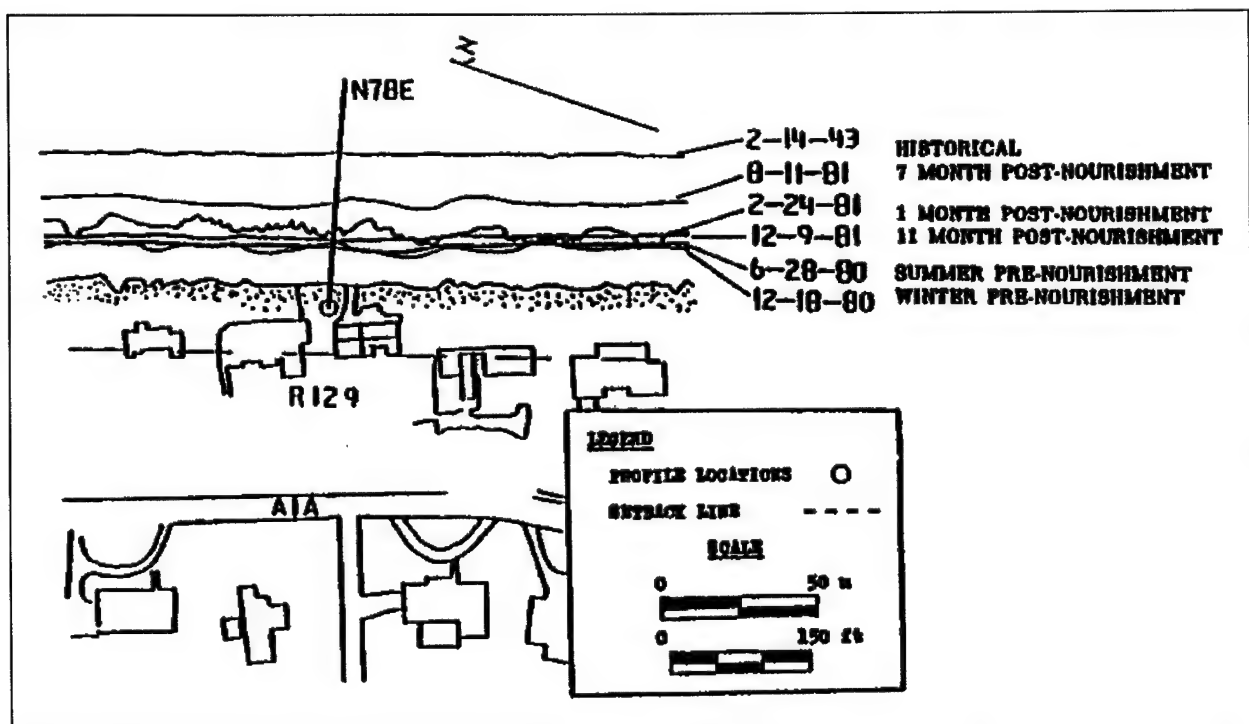 N
N78E
2-14-43 HISTORICAL
8-11-81 7 MONTH POST-NOURISHMENT
2-24-81 1 MONTH POST-NOURISHMENT
12-9-81 11 MONTH POST-NOURISHMENT
6-28-80 SUMMER PRE-NOURISHMENT
12-18-80 WINTER PRE-NOURISHMENT
R129
A1A
LEGEND
PROFILE LOCATIONS
SETBACK LINE
SCALE
0 50 m
0 150 ft